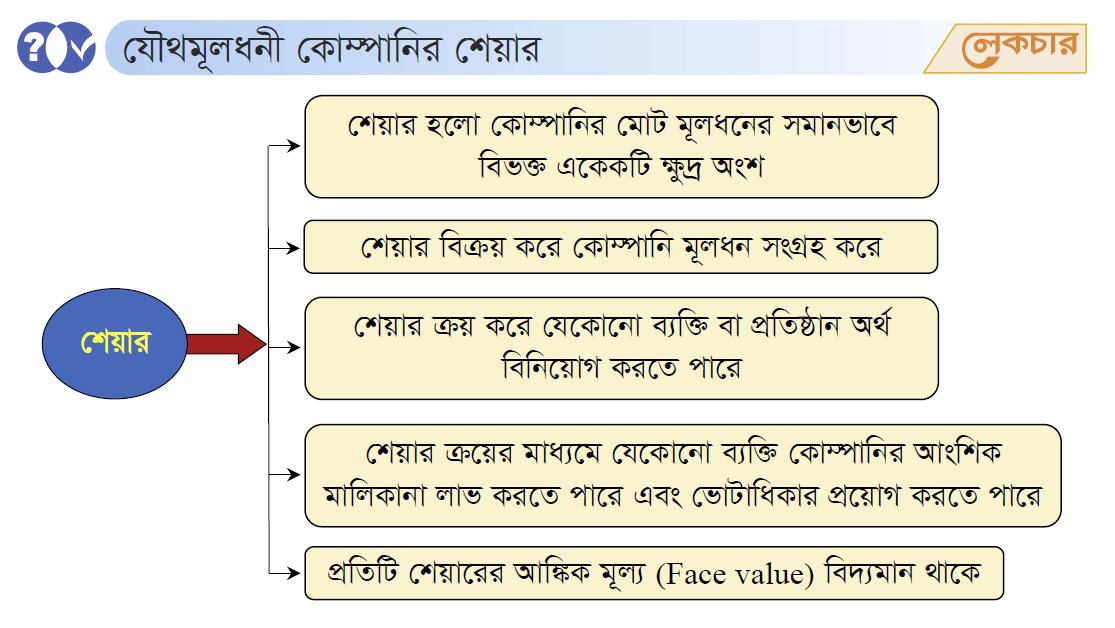 যৌথমূলধনী কোম্পানির শেয়ার
লেকচার
শেয়ার হলো কোম্পানির মোট মূলধনের সমানভাবে
বিভক্ত একেকটি ক্ষুদ্র অংশ
শেয়ার বিক্রয় করে কোম্পানি মূলধন সংগ্রহ করে
শেয়ার
শেয়ার ক্রয় করে যেকোনো ব্যক্তি বা প্রতিষ্ঠান অর্থ
বিনিয়োগ করতে পারে
শেয়ার ক্রয়ের মাধ্যমে যেকোনো ব্যক্তি কোম্পানির আংশিক
মালিকানা লাভ করতে পারে এবং ভোটাধিকার প্রয়োগ করতে পারে
প্রতিটি শেয়ারের আঙ্কিক মূল্য (Face value) বিদ্যমান থাকে